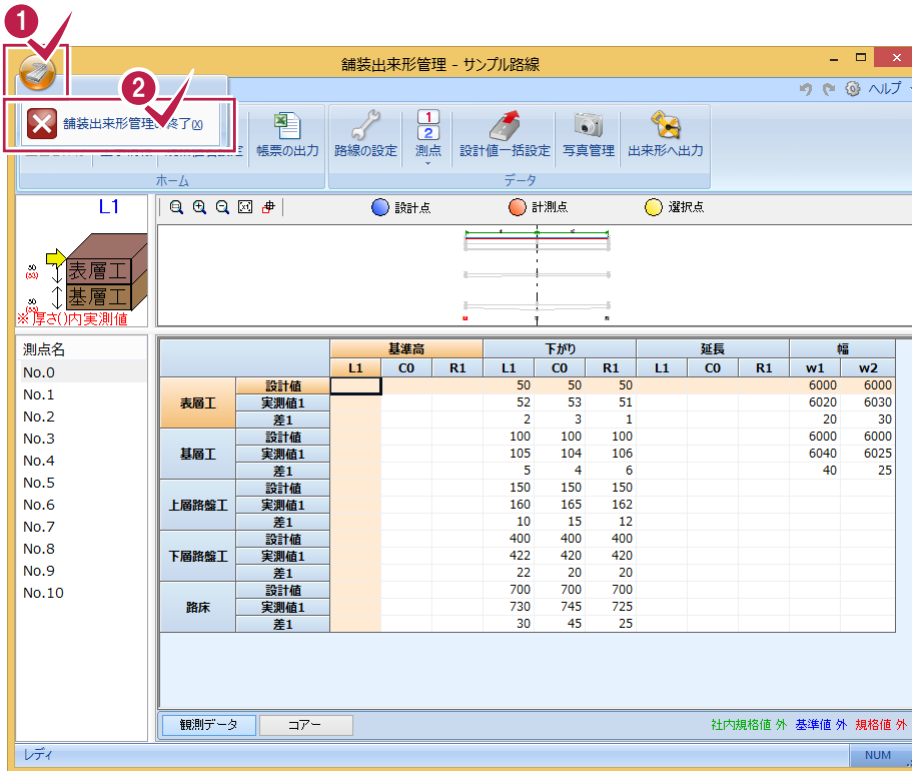 1
舗装出来形管理 - サンプル路線
2
ヘルプ
舗装出来形管理の終了(X)
帳票の出力
路線の設定
1
2
測点
設計値一括設定
写真管理
出来形へ出力
ホーム
データ
L1
設計点
計測点
選択点
50
(53)
表層工
50
基層工
※厚さ()内実測値
測点名
No.0
No.1
No.2
No.3
No.4
No.5
No.6
No.7
No.8
No.9
No.10
基準高 下がり 延長 幅
L1 C0 R1 L1 C0 R1 L1 C0 R1 w1 w2
表層工
設計値 50 50 50 6000 6000
実測値1 52 53 51 6020 6030
差1 2 3 1 20 30
基層工
設計値 100 100 100 6000 6000
実測値1 105 104 106 6040 6025
差1 5 4 6 40 25
上層路盤工
設計値 150 150 150
実測値1 160 165 162
差1 10 15 12
下層路盤工
設計値 400 400 400
実測値1 422 420 420
差1 22 20 20
路床
設計値 700 700 700
実測値1 730 745 725
差1 30 45 25
観測データ
コアー
社内規格値 外 基準値 外 規格値 外
レディ
NUM